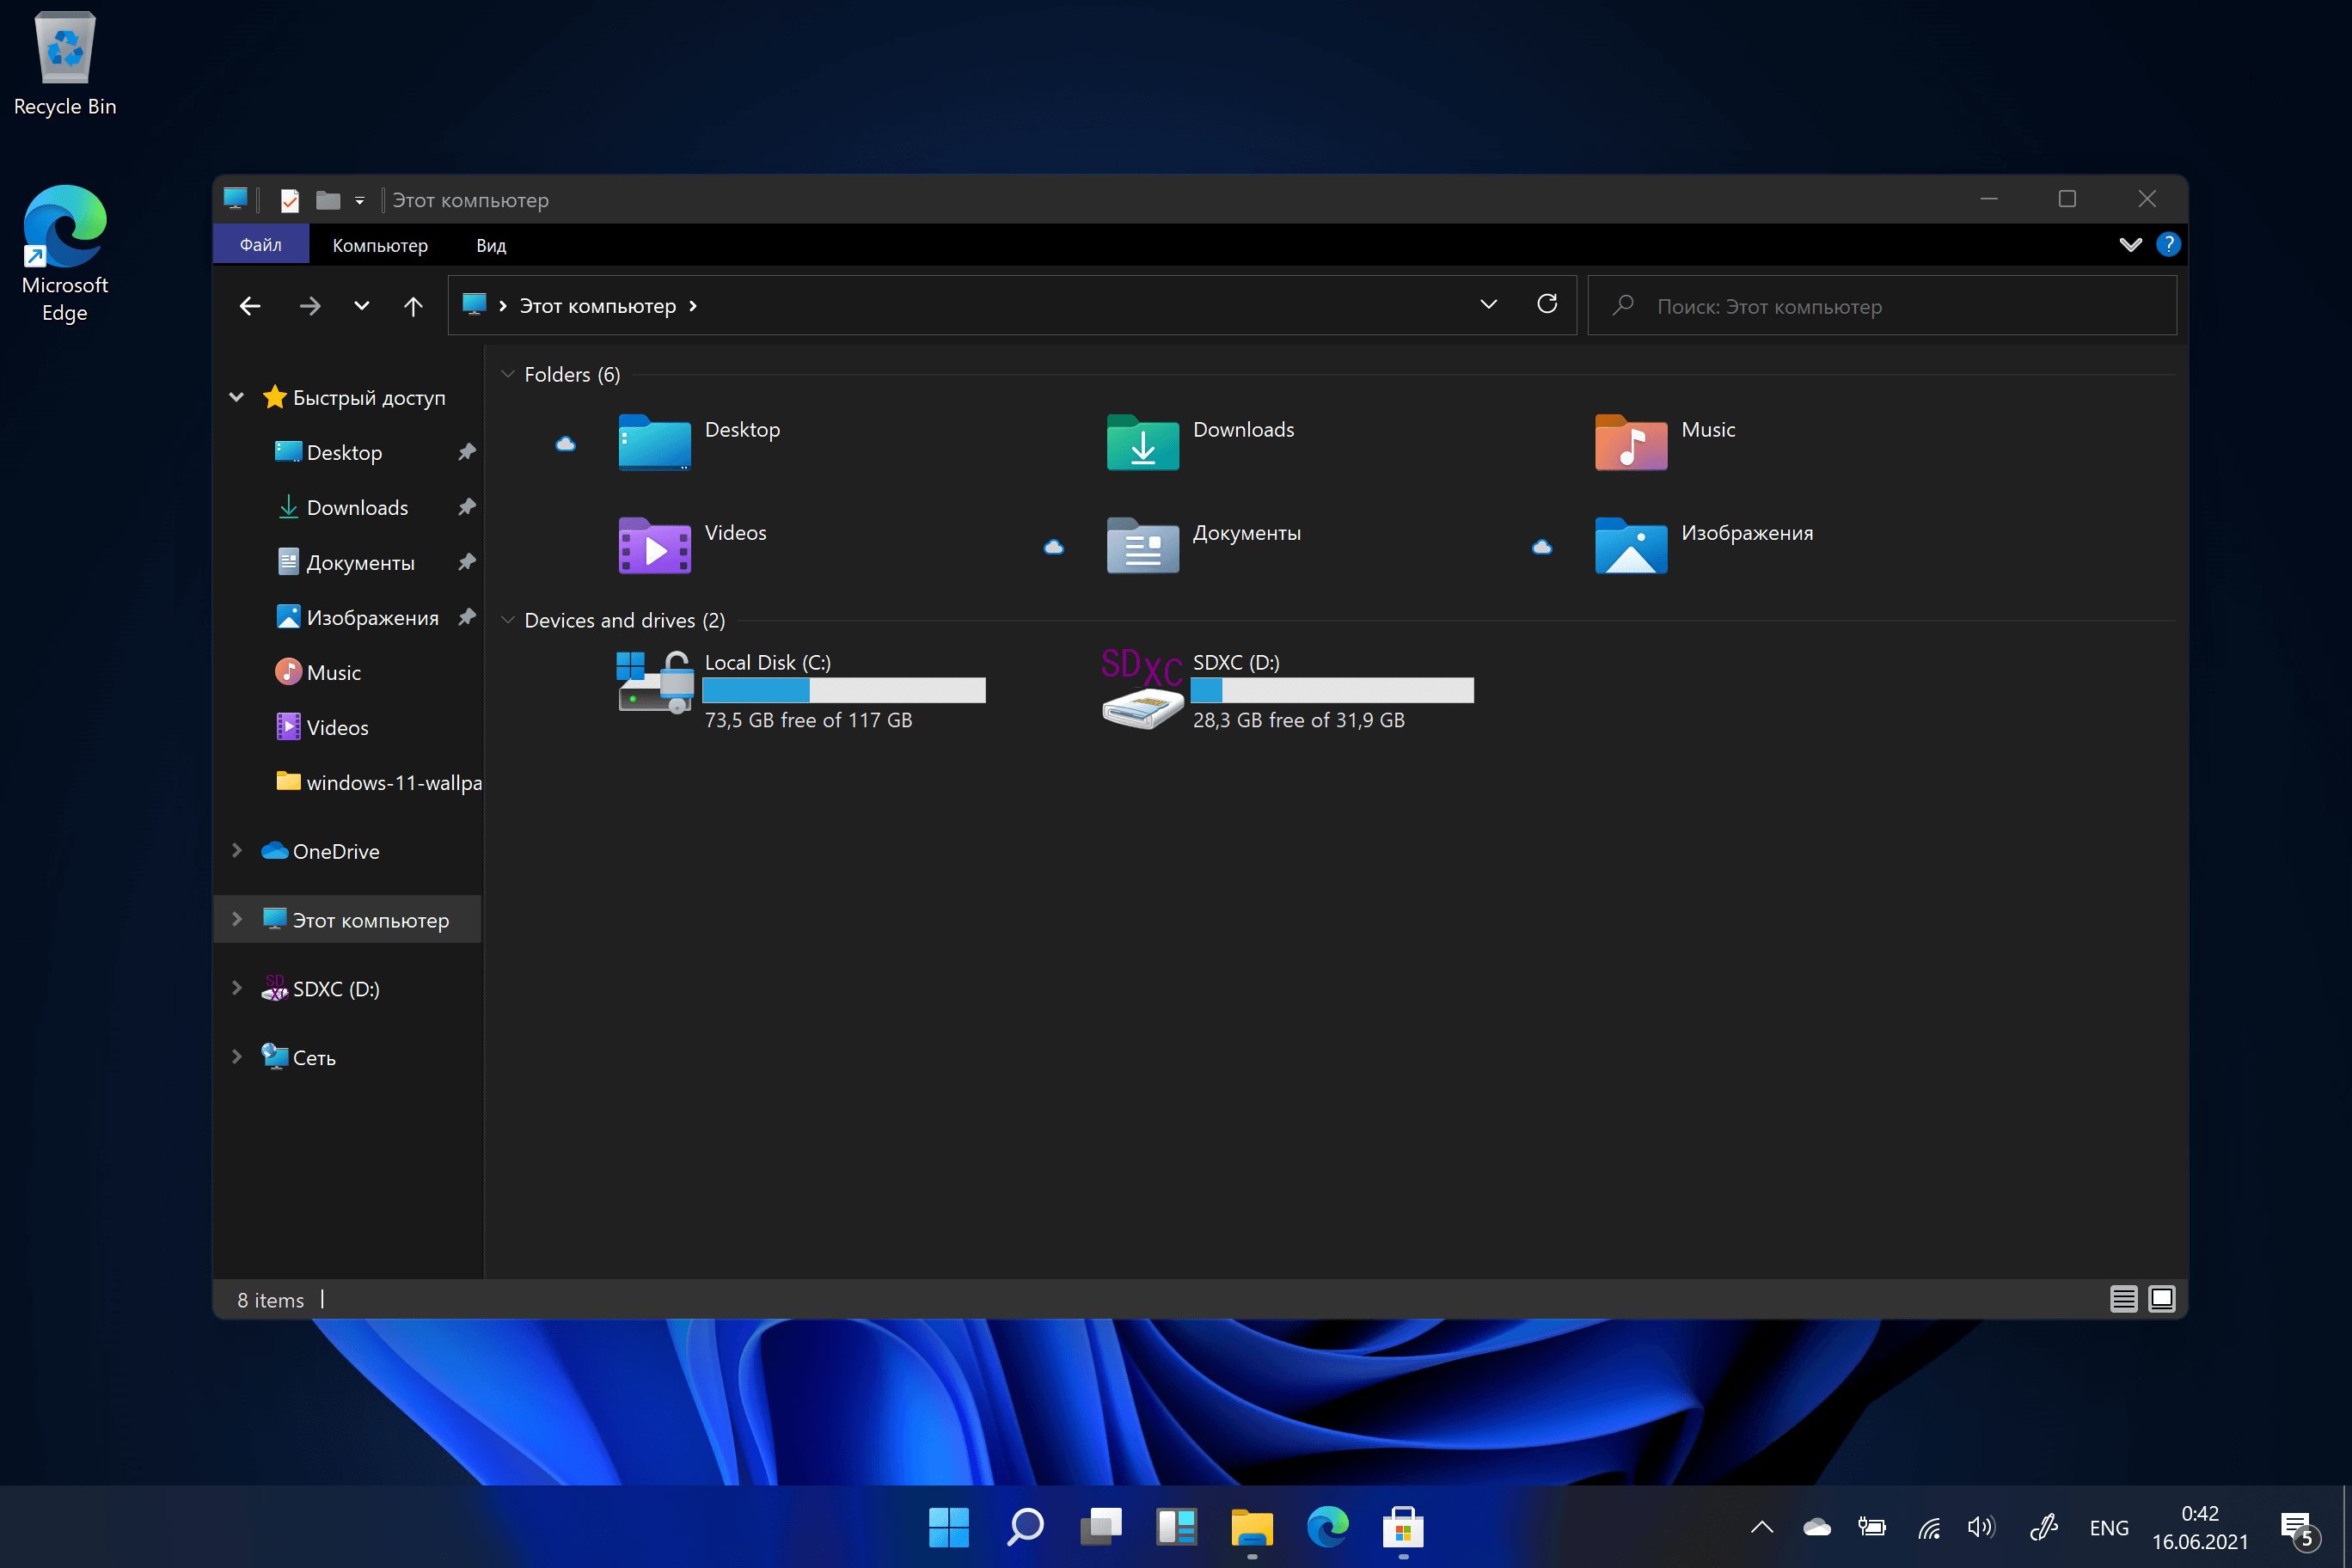 Recycle Bin
Microsoft
Edge
Этот компьютер
Файл
Компьютер
Вид
?
Этот компьютер
Поиск: Этот компьютер
Быстрый доступ
Desktop
Downloads
Документы
Изображения
Music
Videos
windows-11-wallpa
OneDrive
Этот компьютер
SDXC (D:)
Сеть
Folders (6)
Desktop
Downloads
Music
Videos
Документы
Изображения
Devices and drives (2)
Local Disk (C:)
73,5 GB free of 117 GB
SDXC
SDXC (D:)
28,3 GB free of 31,9 GB
8 items
ENG
0:42
16.06.2021
5